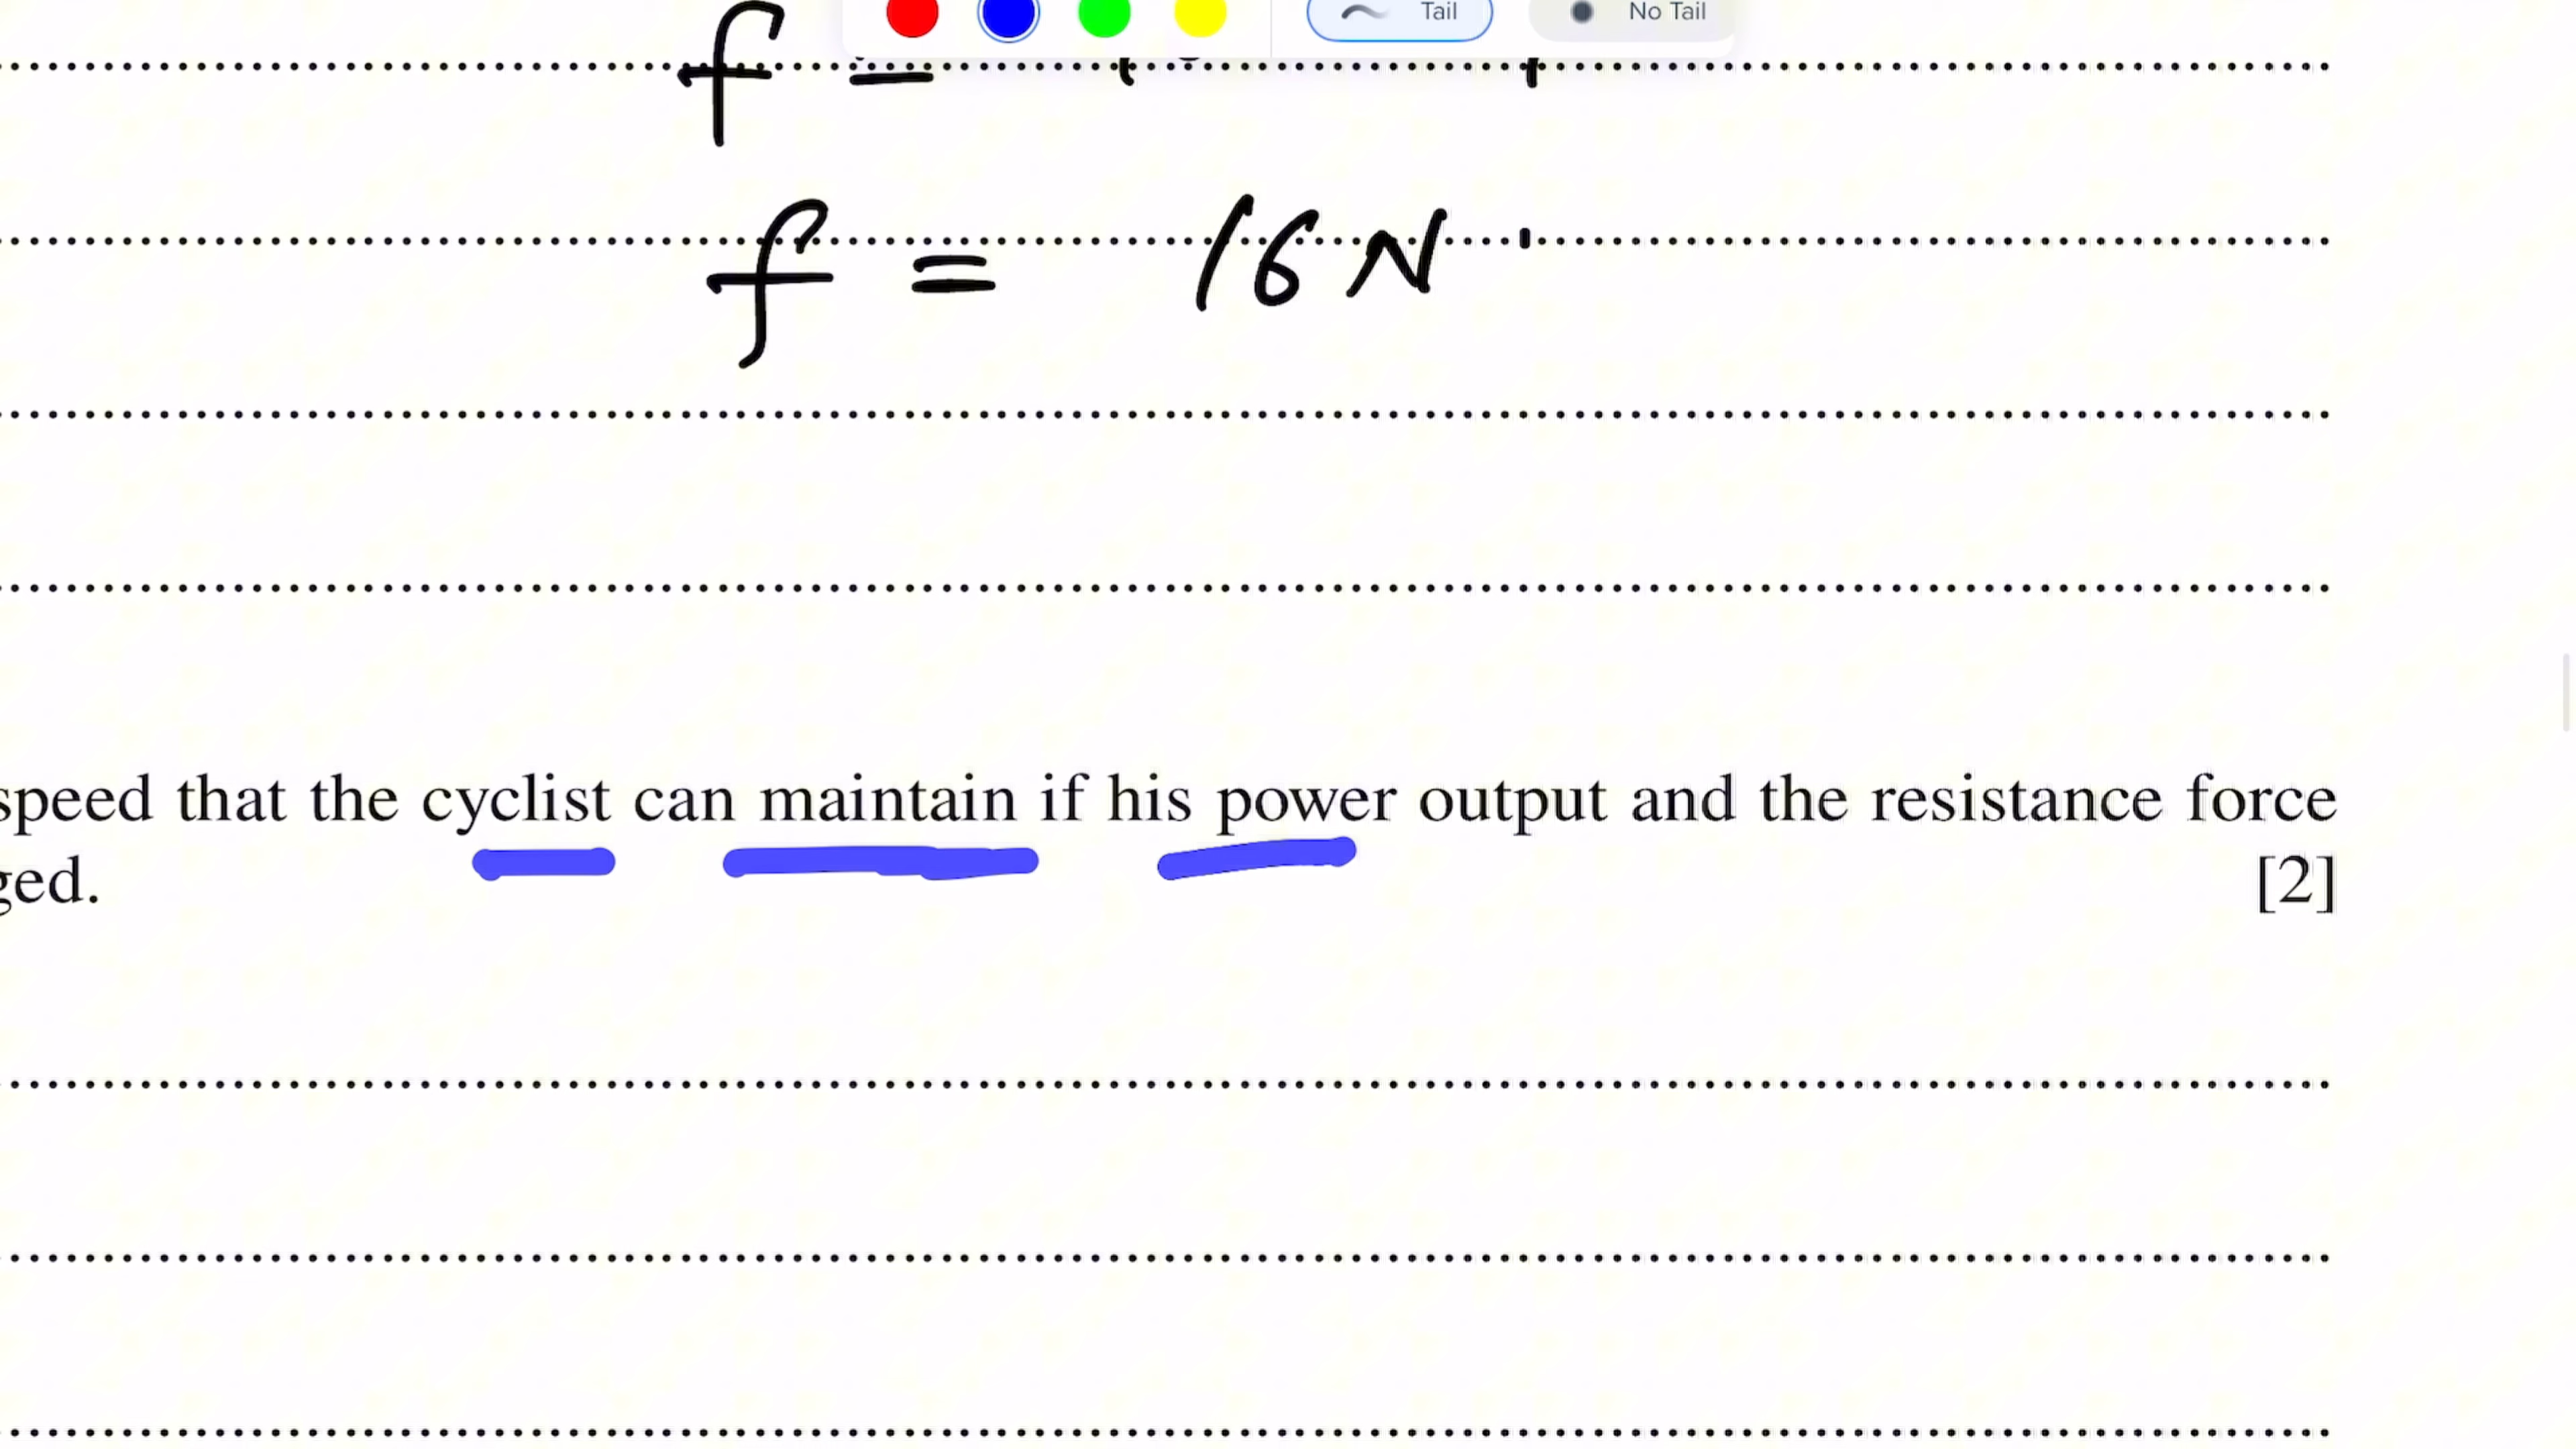 Tail No Tail
f =
f = 16 N
speed that the cyclist can maintain if his power output and the resistance force
ged. [2]